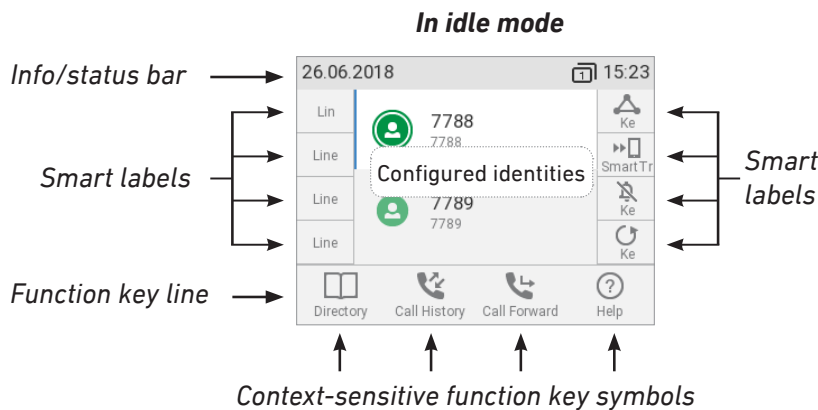 In idle mode
Info/status bar
26.06.2018
1
15:23
Smart labels
Lin
Line
Line
Line
7788
7788
Configured identities
7789
7789
Ke
SmartTr
Ke
Ke
Smart
labels
Function key line
Directory
Call History
Call Forward
?
Help
Context-sensitive function key symbols